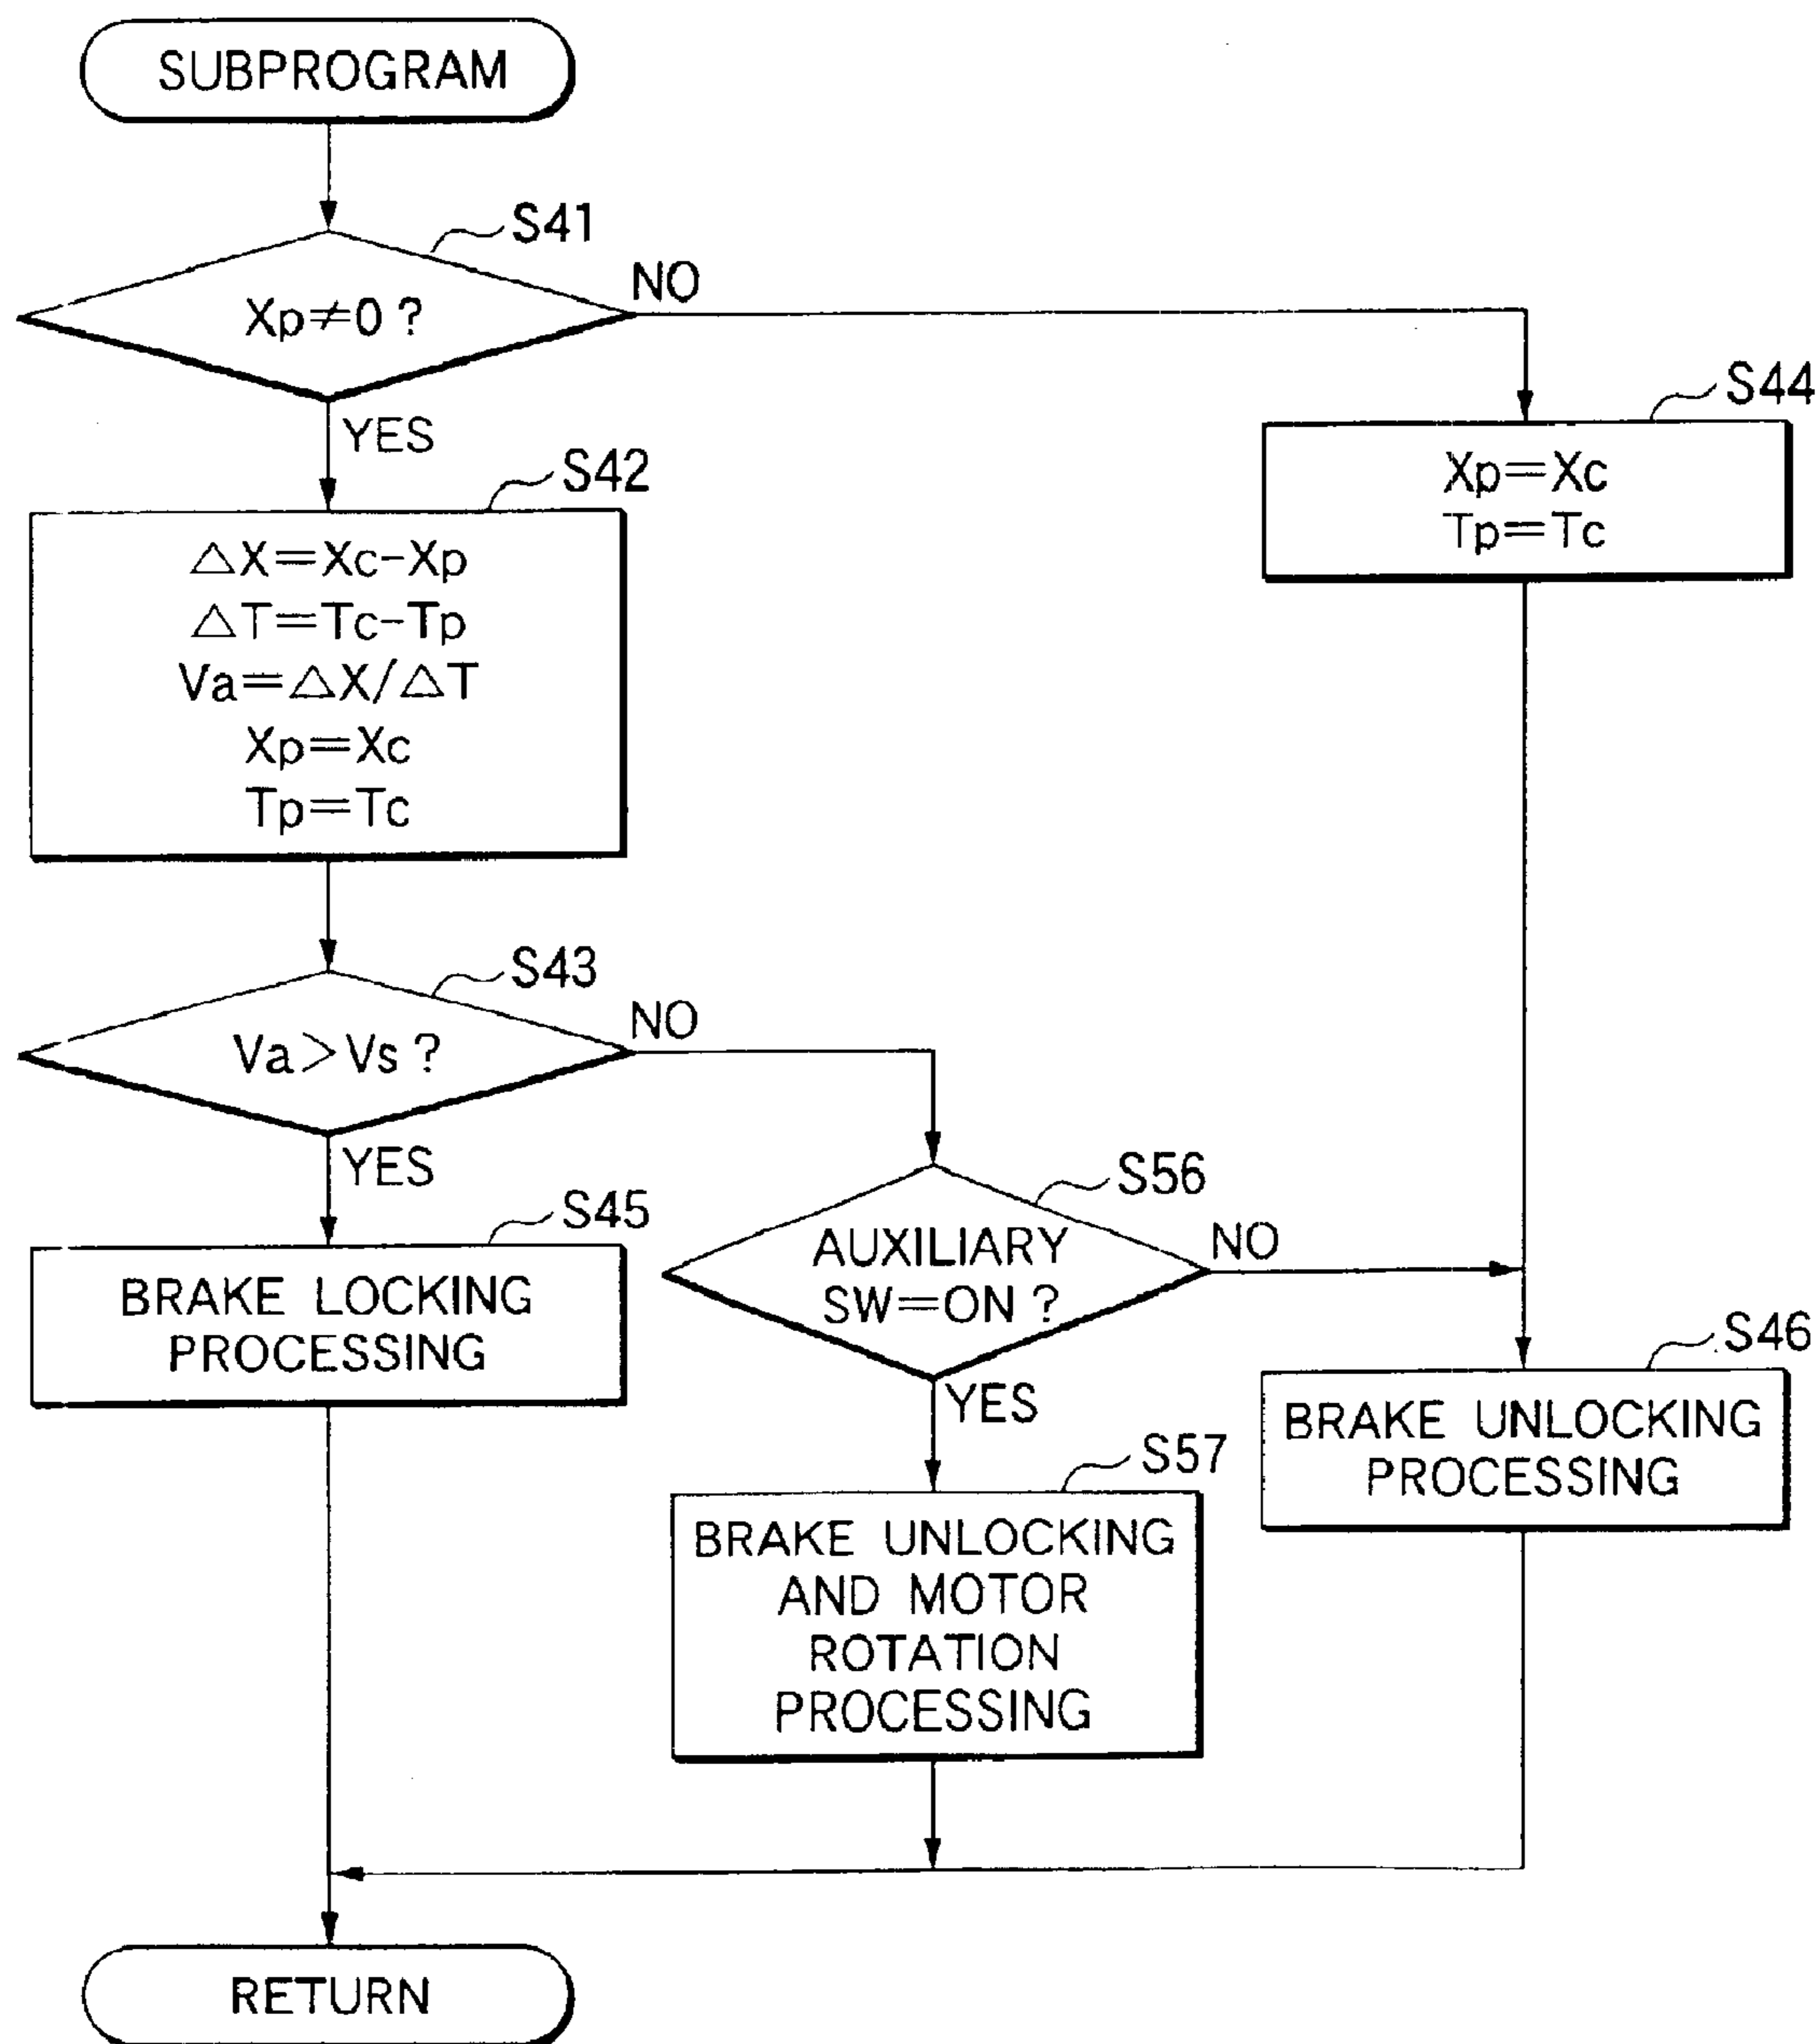 SUBPROGRAM
S41
Xp≠0?
NO
YES
S44
Xp=Xc
Tp=Tc
S42
△X=Xc-Xp
△T=Tc-Tp
Va=△X/△T
Xp=Xc
Tp=Tc
S43
Va>Vs?
NO
YES
S56
AUXILIARY
SW=ON?
NO
YES
S45
BRAKE LOCKING
PROCESSING
S46
BRAKE UNLOCKING
PROCESSING
S57
BRAKE UNLOCKING
AND MOTOR
ROTATION
PROCESSING
RETURN